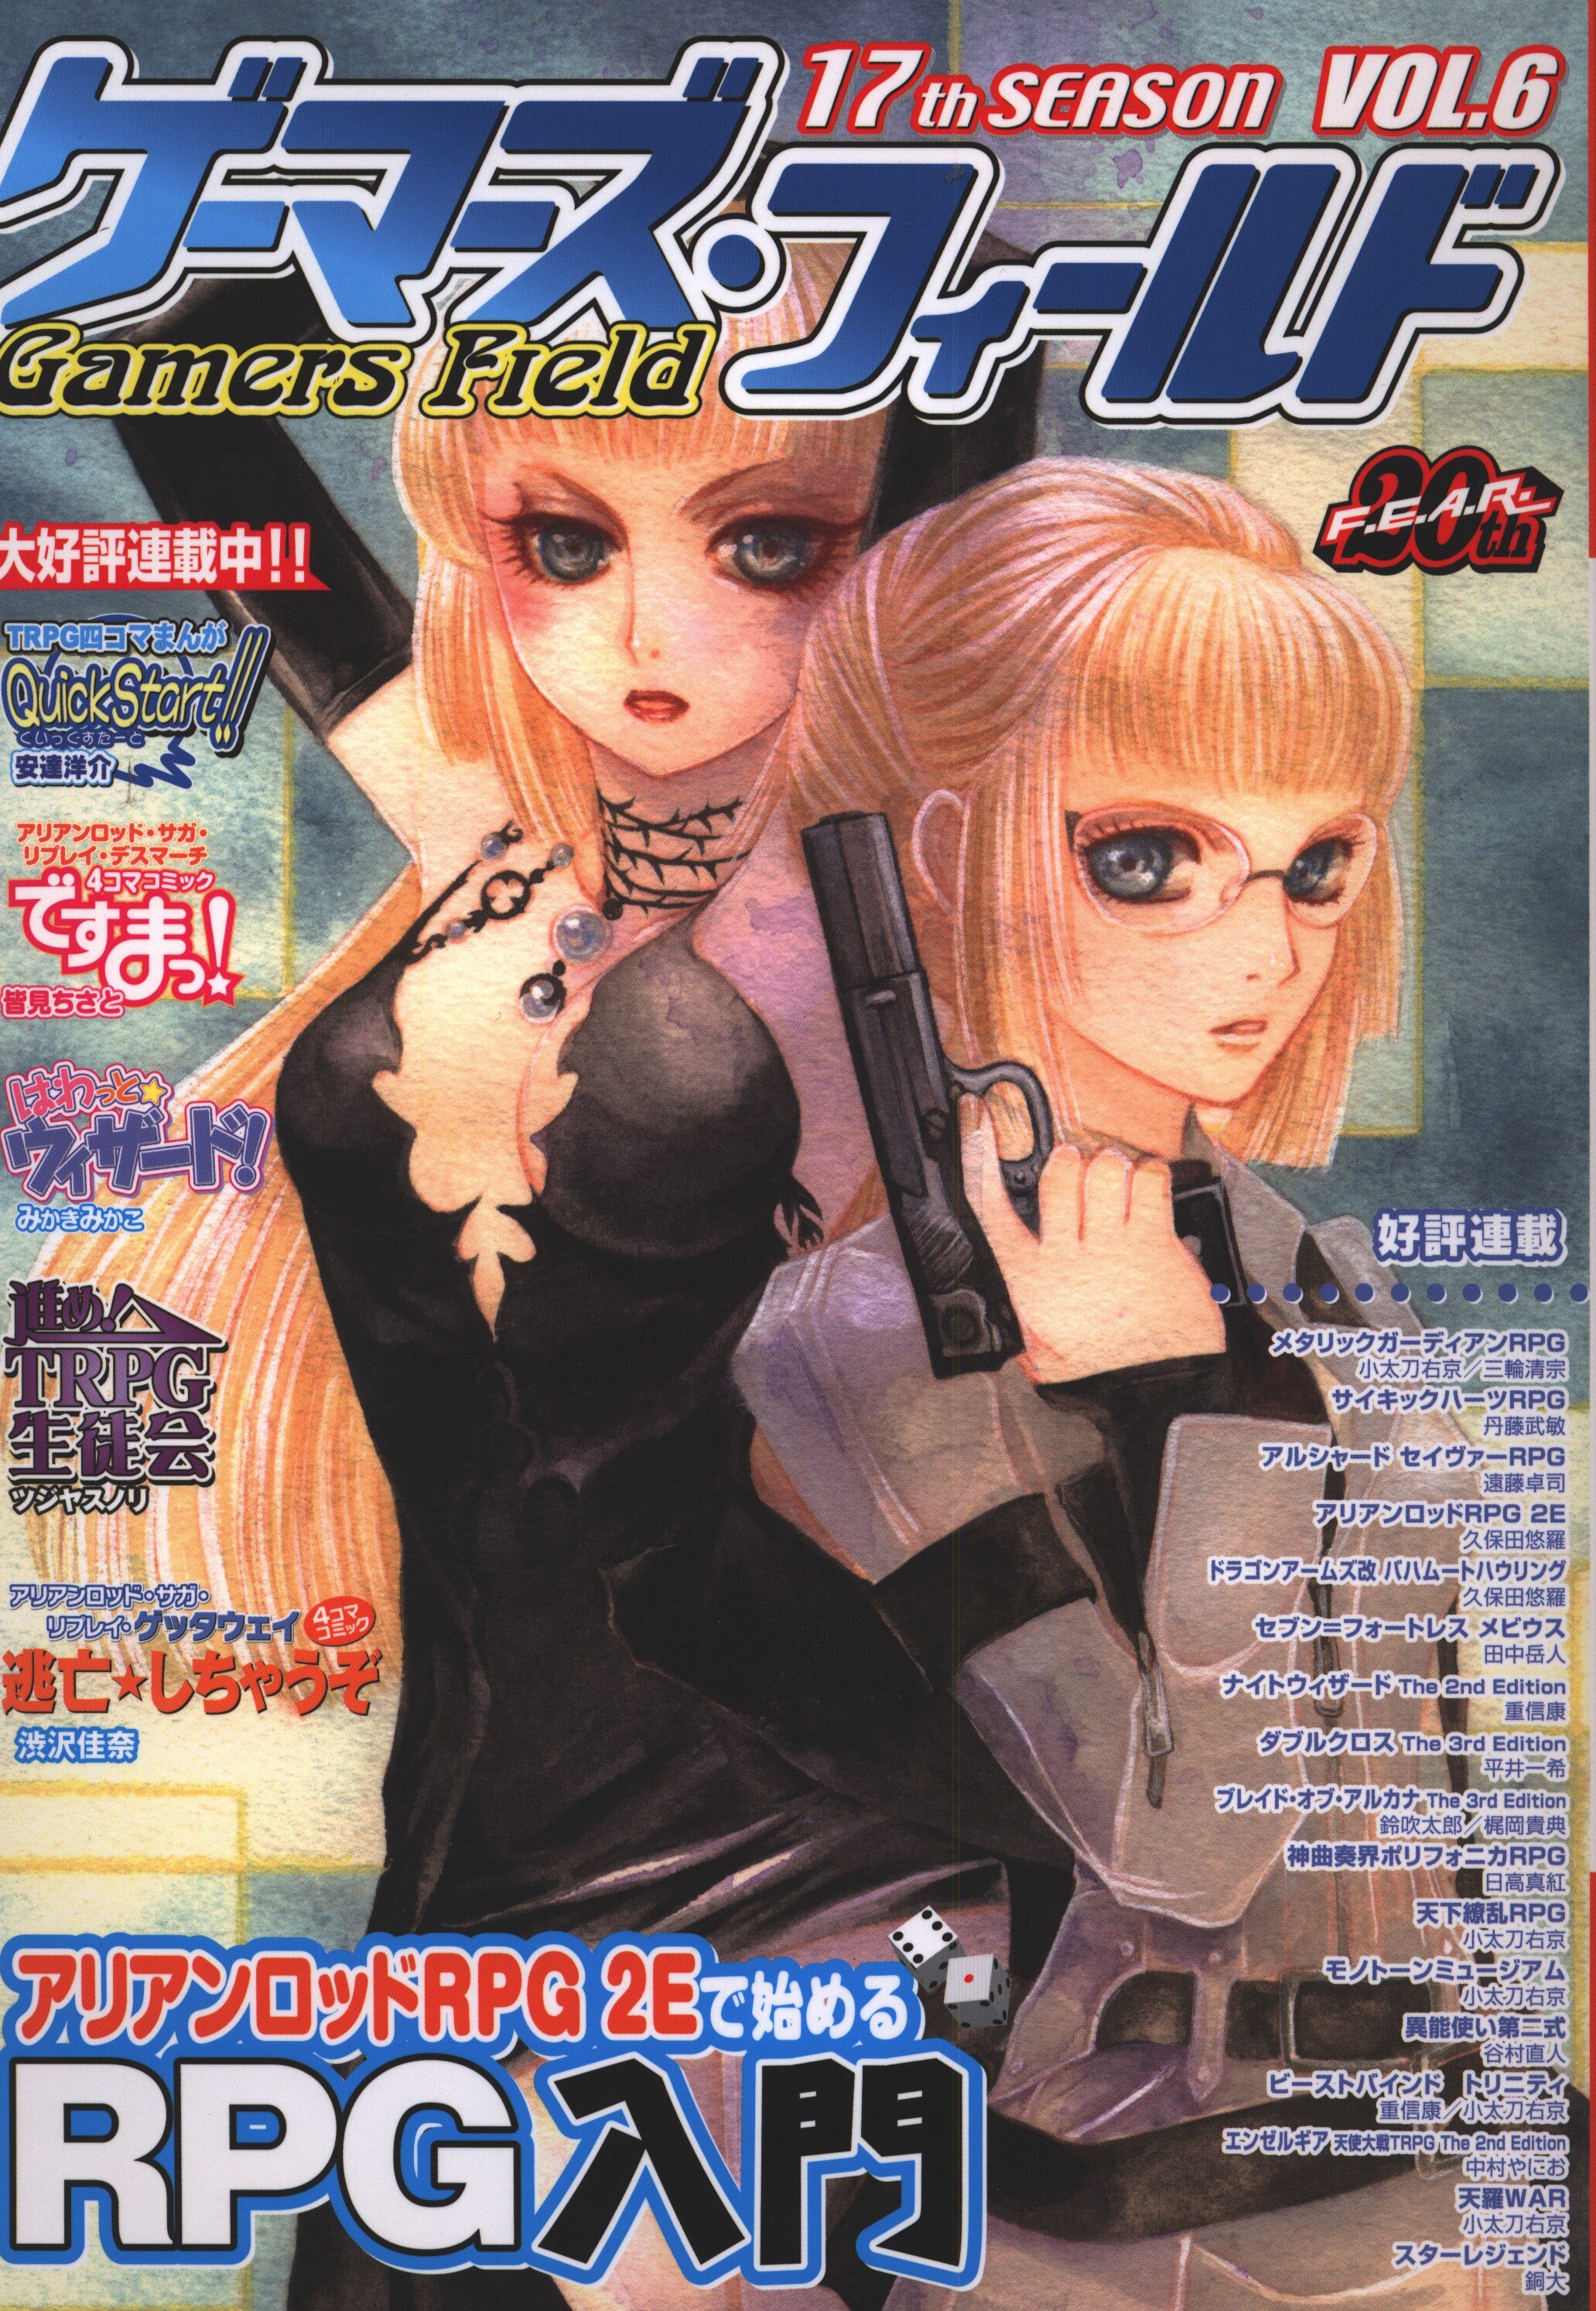 17th SEASON VOL.6
ゲーマーズ・フィールド
Gamers Field
F.E.A.R. 20th
大好評連載中!!
TRPG四コマまんが
QuickStart!!
くいっくすたーと
安達洋介
アリアンロッド・サガ・
リプレイ・デスマーチ
4コマコミック
ですまっ!
皆見ちさと
はわっと★
ウィザード!
みかきみかこ
進め!
TRPG
生徒会
ツジヤスノリ
アリアンロッド・サガ・
リプレイ・ゲッタウェイ
4コマ
コミック
逃亡★しちゃうぞ
渋沢佳奈
好評連載
メタリックガーディアンRPG
小太刀右京／三輪清宗
サイキックハーツRPG
丹藤武敏
アルシャード セイヴァーRPG
遠藤卓司
アリアンロッドRPG 2E
久保田悠羅
ドラゴンアームズ改 バハムートハウリング
久保田悠羅
セブン=フォートレス メビウス
田中岳人
ナイトウィザード The 2nd Edition
重信康
ダブルクロス The 3rd Edition
平井一希
ブレイド・オブ・アルカナ The 3rd Edition
鈴吹太郎／梶岡貴典
神曲奏界ポリフォニカRPG
日高真紅
天下繚乱RPG
小太刀右京
モノトーンミュージアム
小太刀右京
異能使い第二式
谷村直人
ビーストバインド トリニティ
重信康／小太刀右京
エンゼルギア 天使大戦TRPG The 2nd Edition
中村やにお
天羅WAR
小太刀右京
スターレジェンド
銅大
アリアンロッドRPG 2Eで始める
RPG入門